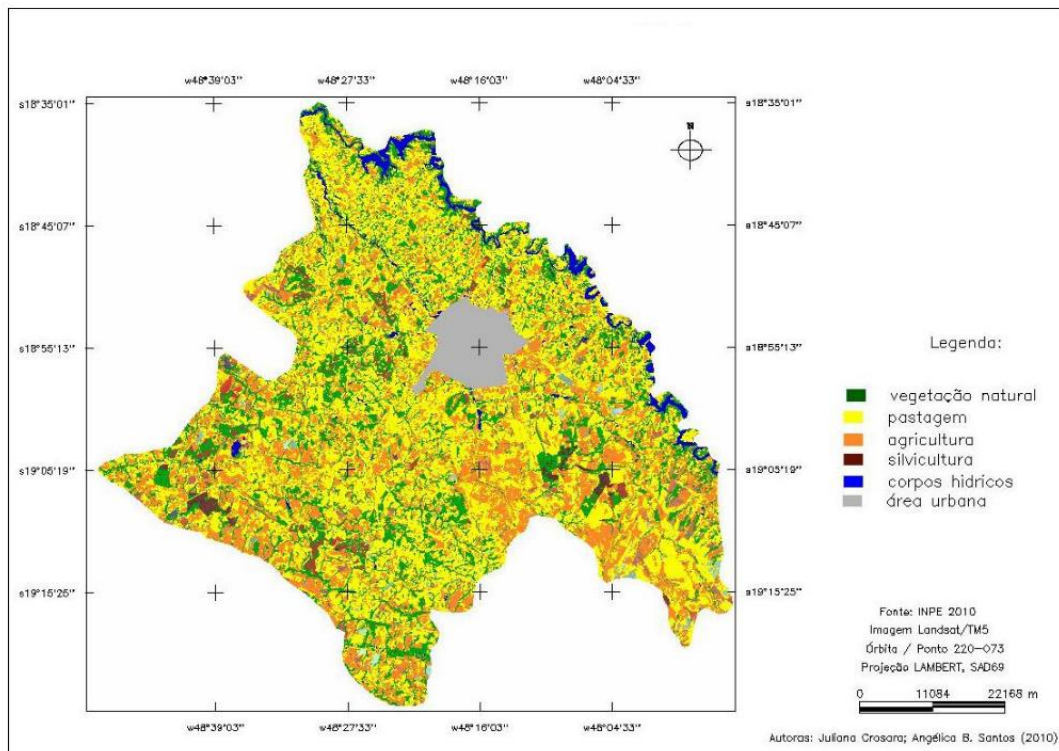 w48°39'03" w48°27'33" w48°16'03" w48°04'33"
s18°35'01" s18°35'01"
N
s18°45'07" s18°45'07"
s18°55'13" s18°55'13"
Legenda:
vegetação natural
pastagem
agricultura
silvicultura
corpos hídricos
área urbana
s19°05'19" s19°05'19"
s19°15'25" s19°15'25"
Fonte: INPE 2010
Imagem Landsat/TM5
Órbita / Ponto 220-073
Projeção LAMBERT, SAD69
0 11084 22168 m
w48°39'03" w48°27'33" w48°16'03" w48°04'33"
Autoras: Juliana Crosara; Angélica B. Santos (2010)